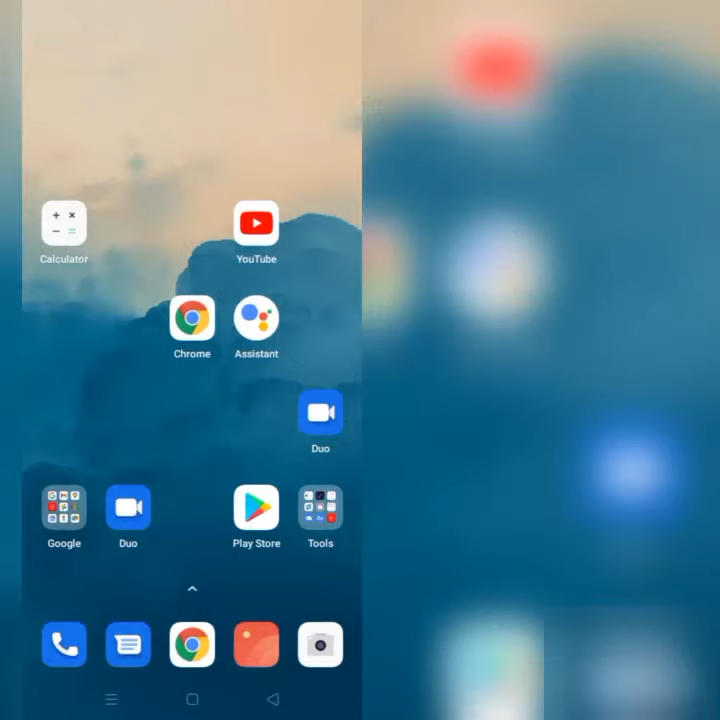 Calculator
YouTube
Chrome
Assistant
Duo
Google
Duo
Play Store
Tools